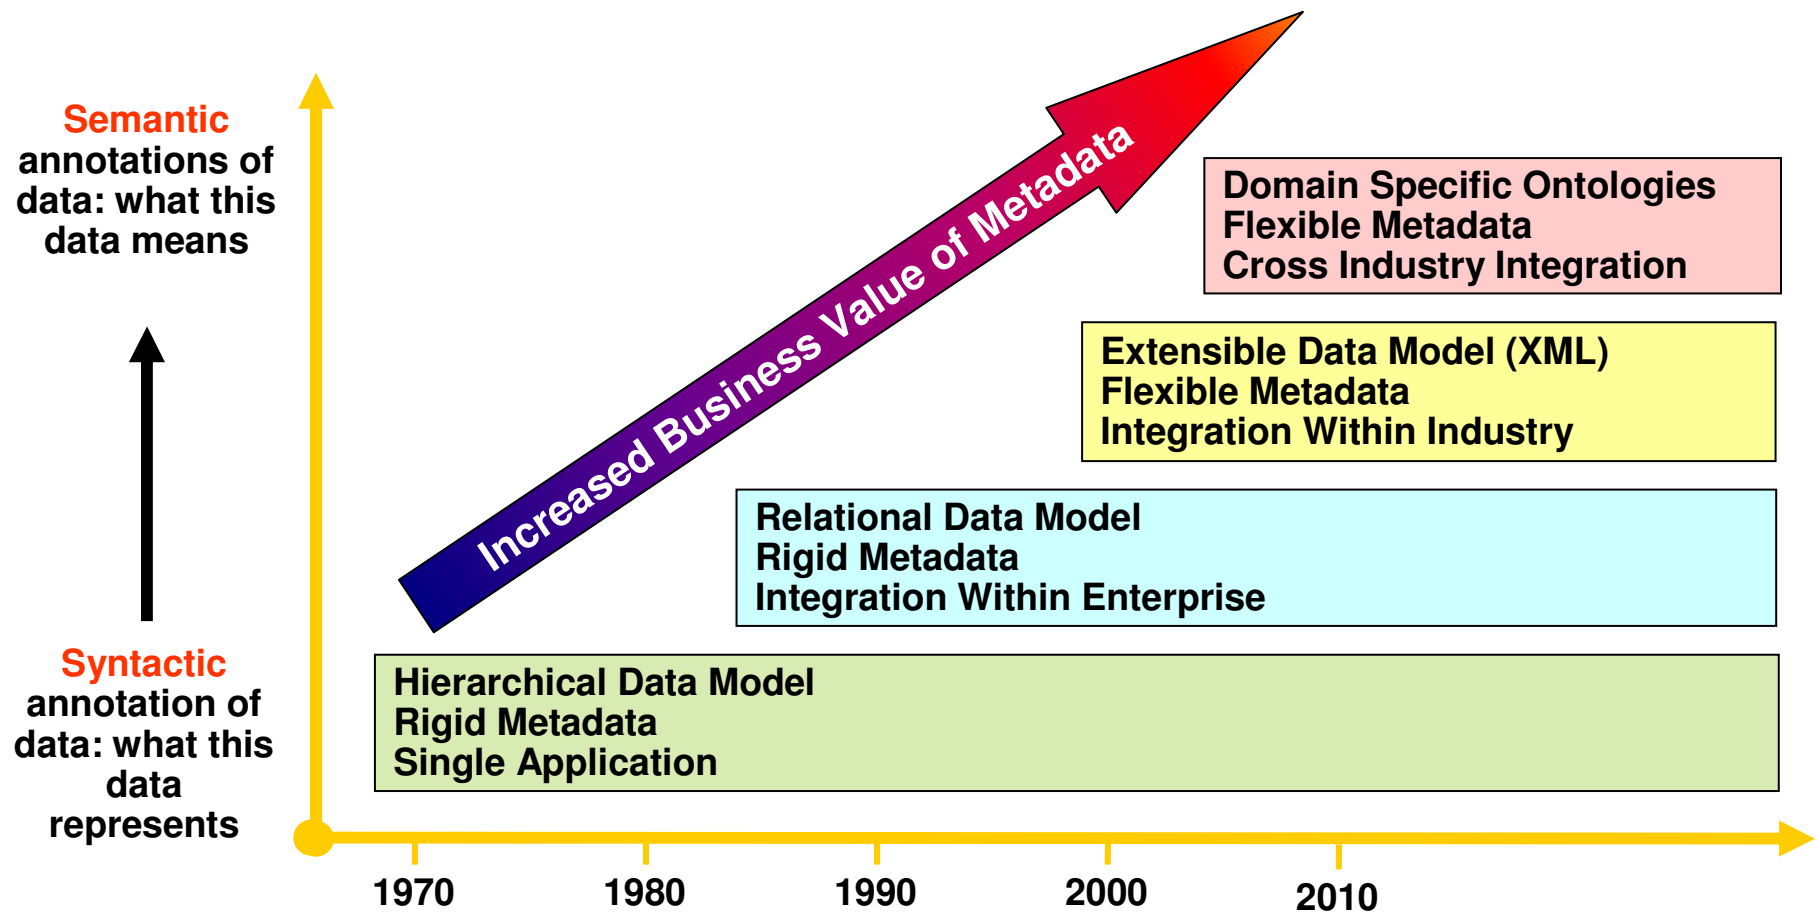 Semantic
annotations of
data: what this
data means
Syntactic
annotation of
data: what this
data
represents
Increased Business Value of Metadata
Domain Specific Ontologies
Flexible Metadata
Cross Industry Integration
Extensible Data Model (XML)
Flexible Metadata
Integration Within Industry
Relational Data Model
Rigid Metadata
Integration Within Enterprise
Hierarchical Data Model
Rigid Metadata
Single Application
1970
1980
1990
2000
2010